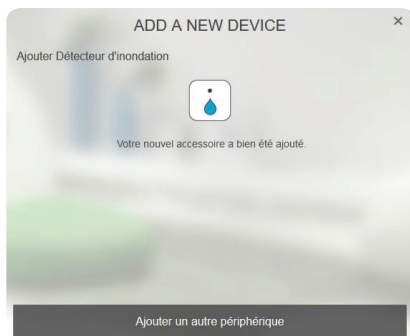 ADD A NEW DEVICE
×
Ajouter Détecteur d'inondation
Votre nouvel accessoire a bien été ajouté.
Ajouter un autre périphérique